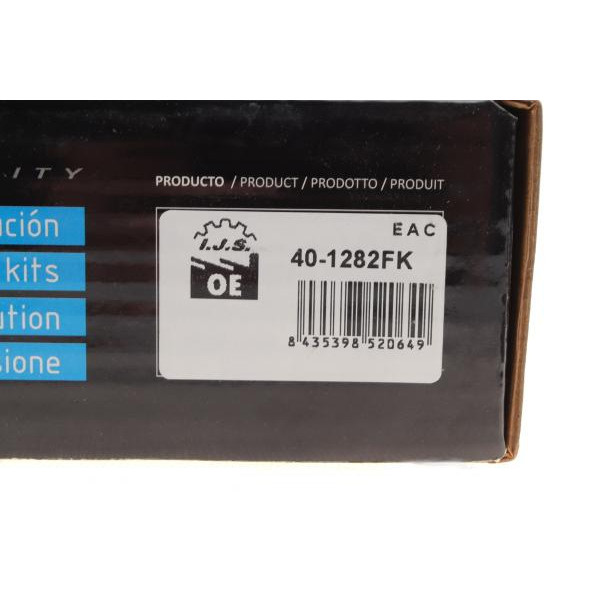 ITY
PRODUCTO / PRODUCT / PRODOTTO / PRODUIT
ución
kits
ution
sione
EAC
I.J.S.
40-1282FK
OE
8 435398 520649